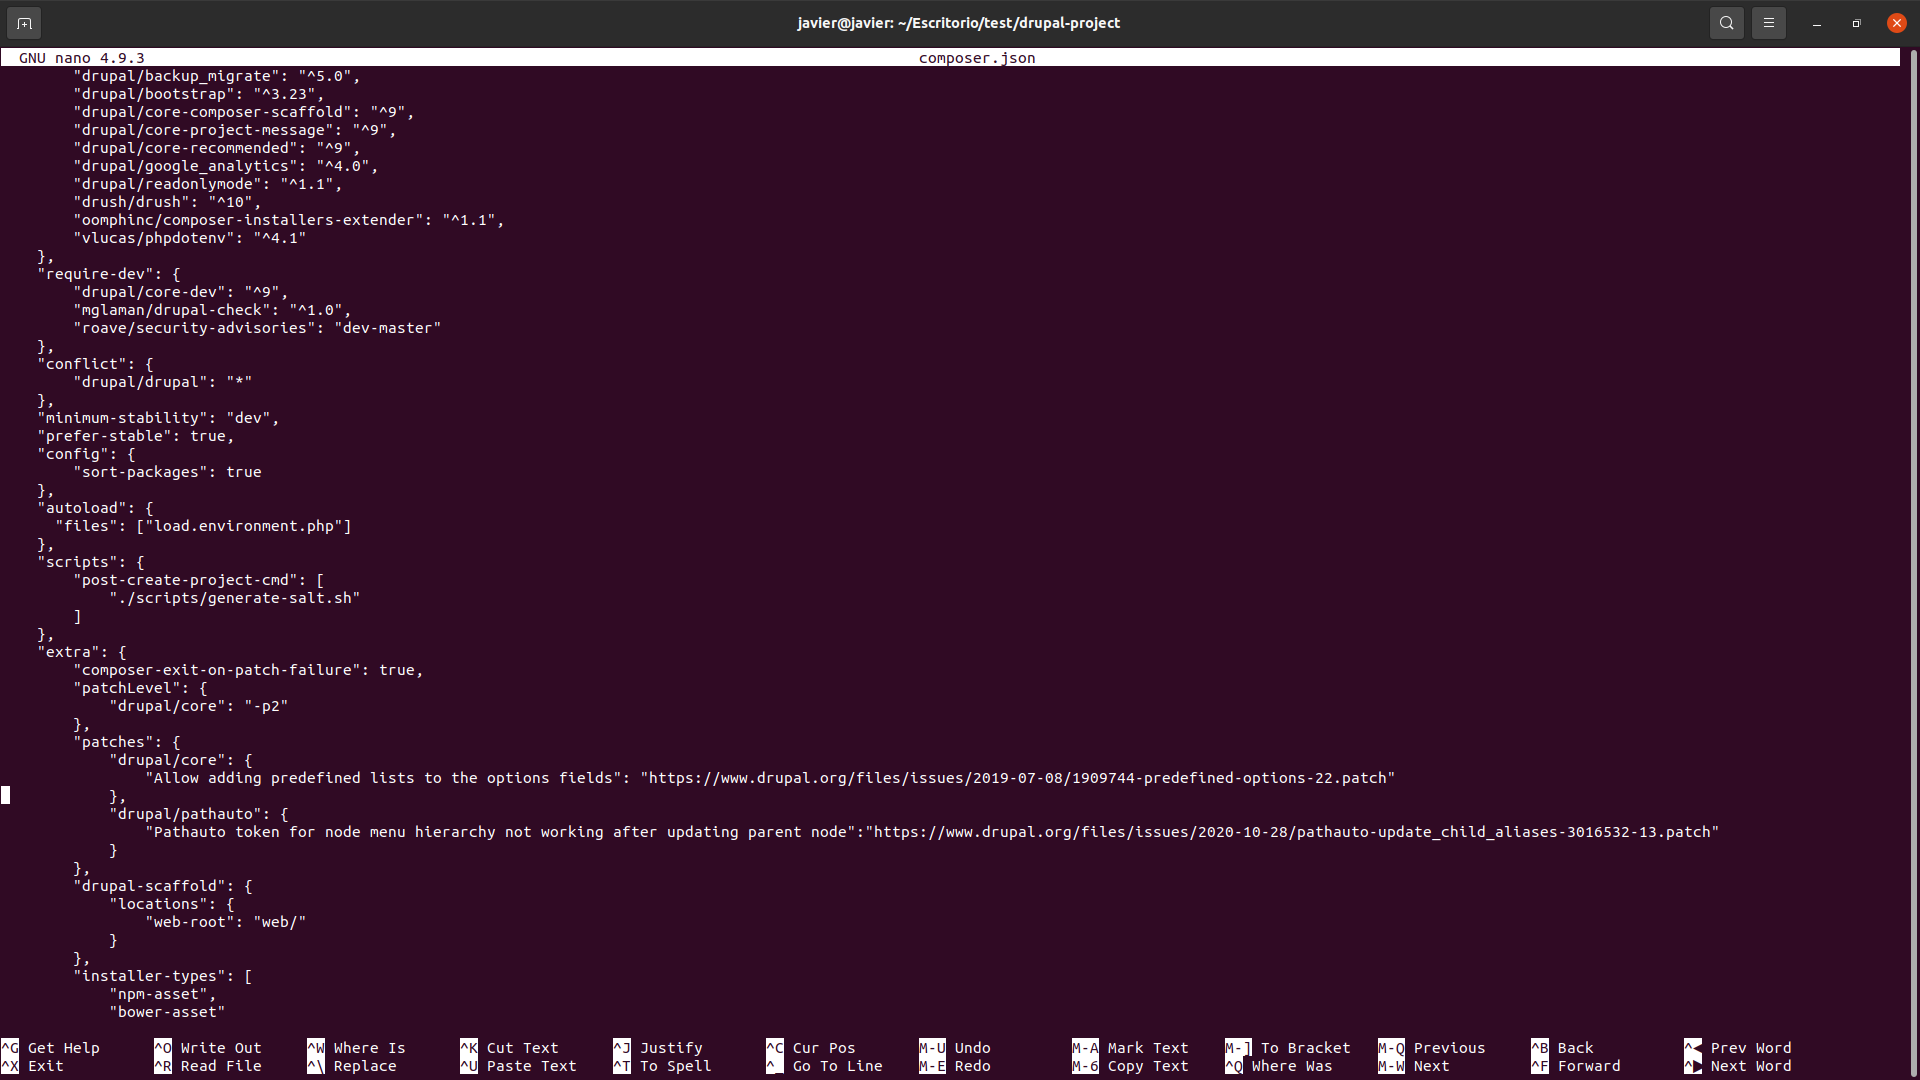 javier@javier: ~/Escritorio/test/drupal-project
GNU nano 4.9.3 composer.json
"drupal/backup_migrate": "^5.0",
"drupal/bootstrap": "^3.23",
"drupal/core-composer-scaffold": "^9",
"drupal/core-project-message": "^9",
"drupal/core-recommended": "^9",
"drupal/google_analytics": "^4.0",
"drupal/readonlymode": "^1.1",
"drush/drush": "^10",
"oomphinc/composer-installers-extender": "^1.1",
"vlucas/phpdotenv": "^4.1"
},
"require-dev": {
"drupal/core-dev": "^9",
"mglaman/drupal-check": "^1.0",
"roave/security-advisories": "dev-master"
},
"conflict": {
"drupal/drupal": "*"
},
"minimum-stability": "dev",
"prefer-stable": true,
"config": {
"sort-packages": true
},
"autoload": {
"files": ["load.environment.php"]
},
"scripts": {
"post-create-project-cmd": [
"./scripts/generate-salt.sh"
]
},
"extra": {
"composer-exit-on-patch-failure": true,
"patchLevel": {
"drupal/core": "-p2"
},
"patches": {
"drupal/core": {
"Allow adding predefined lists to the options fields": "https://www.drupal.org/files/issues/2019-07-08/1909744-predefined-options-22.patch"
},
"drupal/pathauto": {
"Pathauto token for node menu hierarchy not working after updating parent node":"https://www.drupal.org/files/issues/2020-10-28/pathauto-update_child_aliases-3016532-13.patch"
}
},
"drupal-scaffold": {
"locations": {
"web-root": "web/"
}
},
"installer-types": [
"npm-asset",
"bower-asset"
^G Get Help ^O Write Out ^W Where Is ^K Cut Text ^J Justify ^C Cur Pos M-U Undo M-A Mark Text M-] To Bracket M-Q Previous ^B Back ^◀ Prev Word
^X Exit ^R Read File ^\ Replace ^U Paste Text ^T To Spell ^_ Go To Line M-E Redo M-6 Copy Text ^Q Where Was M-W Next ^F Forward ^▶ Next Word